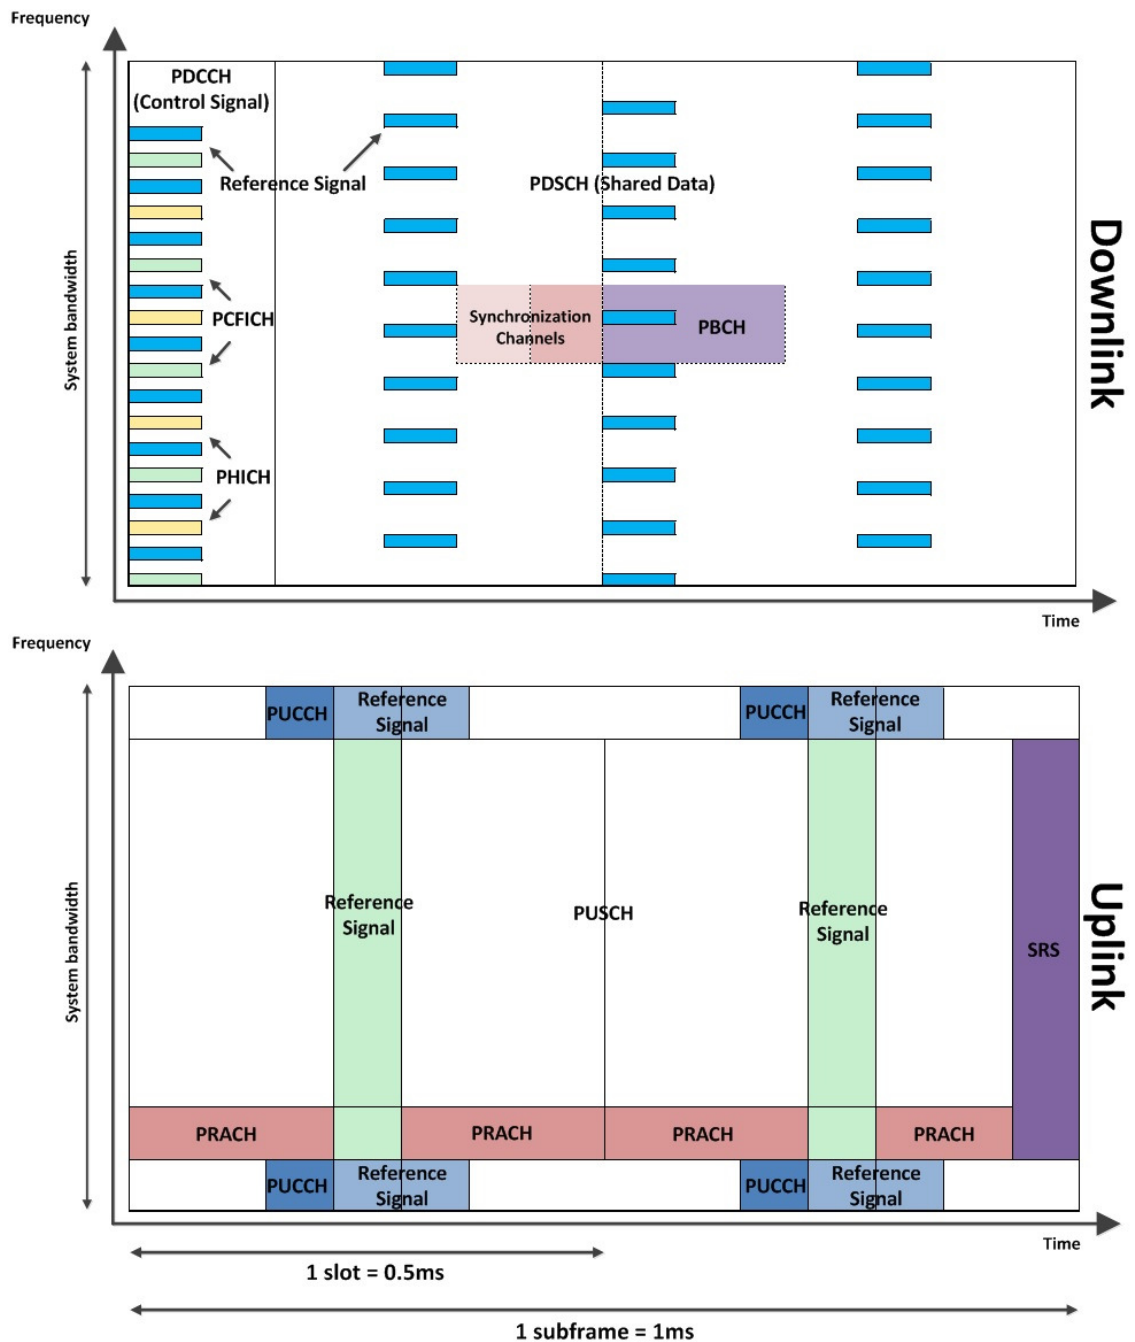 Frequency
PDCCH
(Control Signal)
Reference Signal
PDSCH (Shared Data)
System bandwidth
PCFICH
Synchronization
Channels
PBCH
PHICH
Downlink
Time
Frequency
PUCCH
Reference
Signal
PUCCH
Reference
Signal
System bandwidth
Reference
Signal
PUSCH
Reference
Signal
SRS
Uplink
PRACH
PRACH
PRACH
PRACH
PUCCH
Reference
Signal
PUCCH
Reference
Signal
Time
1 slot = 0.5ms
1 subframe = 1ms